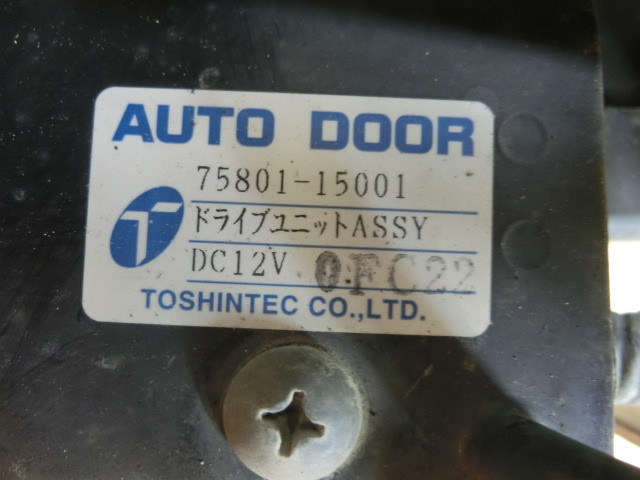 AUTO DOOR
75801-15001
ドライブユニットASSY
DC12V 0FC22
TOSHINTEC CO.,LTD.